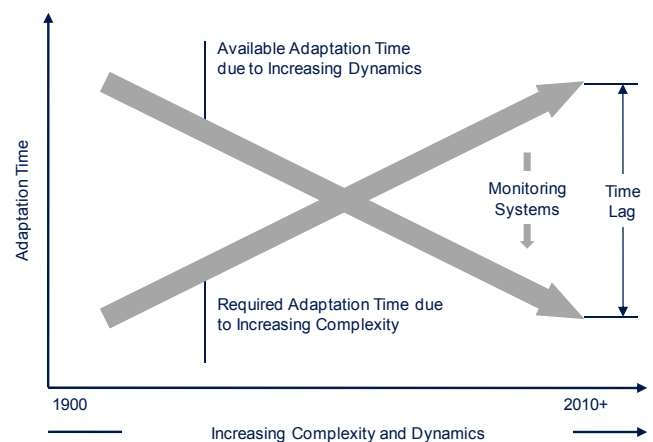 Available Adaptation Time
due to Increasing Dynamics
Adaptation Time
Monitoring
Systems
Time
Lag
Required Adaptation Time due
to Increasing Complexity
1900
2010+
Increasing Complexity and Dynamics